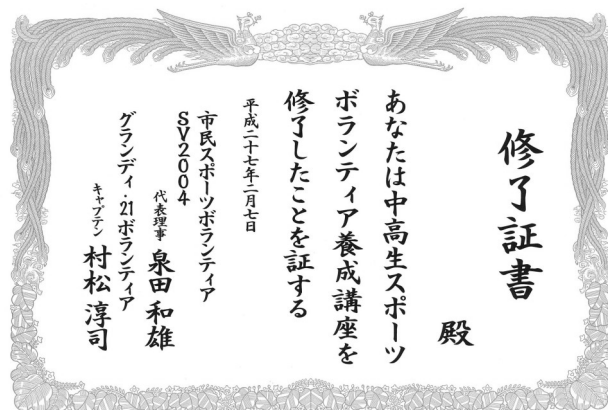 修了証書
殿
あなたは中高生スポーツ
ボランティア養成講座を
修了したことを証する
平成二十七年二月七日
市民スポーツボランティア
SV2004
代表理事 泉田和雄
グランディ・21ボランティア
キャプテン 村松淳司